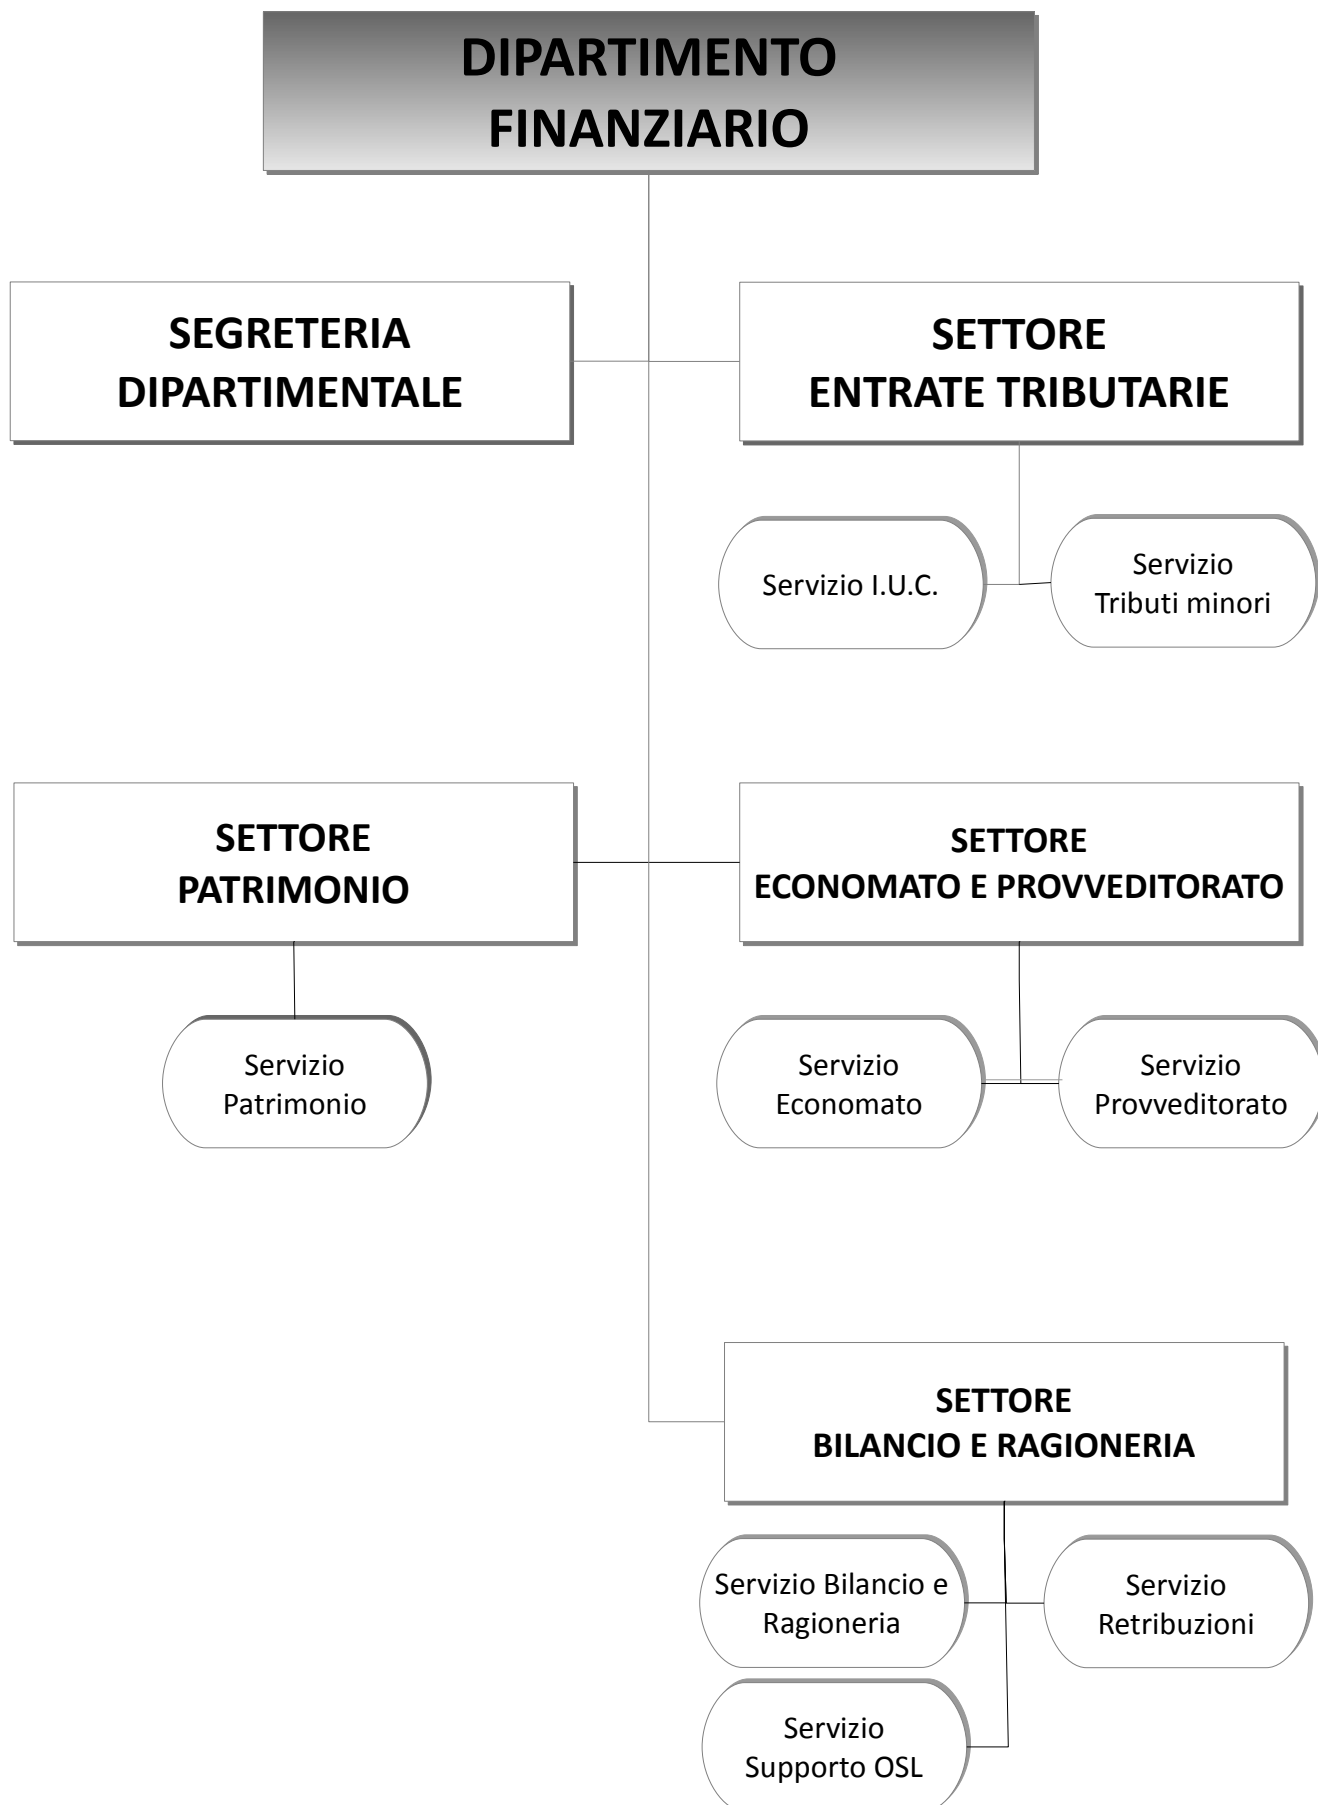 DIPARTIMENTO
FINANZIARIO
SEGRETERIA
DIPARTIMENTALE
SETTORE
ENTRATE TRIBUTARIE
Servizio I.U.C.
Servizio
Tributi minori
SETTORE
PATRIMONIO
SETTORE
ECONOMATO E PROVVEDITORATO
Servizio
Patrimonio
Servizio
Economato
Servizio
Provveditorato
SETTORE
BILANCIO E RAGIONERIA
Servizio Bilancio e
Ragioneria
Servizio
Retribuzioni
Servizio
Supporto OSL